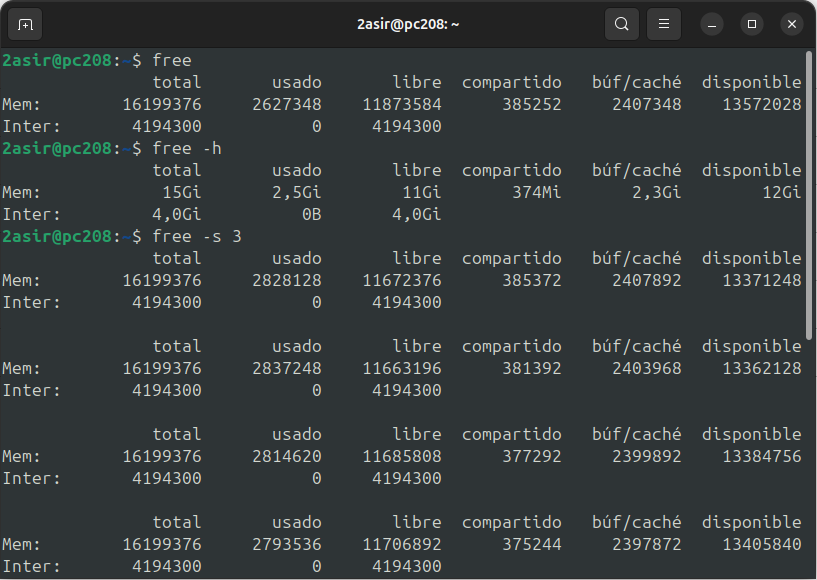 2asir@pc208: ~
2asir@pc208:~$ free
total usado libre compartido búf/caché disponible
Mem: 16199376 2627348 11873584 385252 2407348 13572028
Inter: 4194300 0 4194300
2asir@pc208:~$ free -h
total usado libre compartido búf/caché disponible
Mem: 15Gi 2,5Gi 11Gi 374Mi 2,3Gi 12Gi
Inter: 4,0Gi 0B 4,0Gi
2asir@pc208:~$ free -s 3
total usado libre compartido búf/caché disponible
Mem: 16199376 2828128 11672376 385372 2407892 13371248
Inter: 4194300 0 4194300
total usado libre compartido búf/caché disponible
Mem: 16199376 2837248 11663196 381392 2403968 13362128
Inter: 4194300 0 4194300
total usado libre compartido búf/caché disponible
Mem: 16199376 2814620 11685808 377292 2399892 13384756
Inter: 4194300 0 4194300
total usado libre compartido búf/caché disponible
Mem: 16199376 2793536 11706892 375244 2397872 13405840
Inter: 4194300 0 4194300